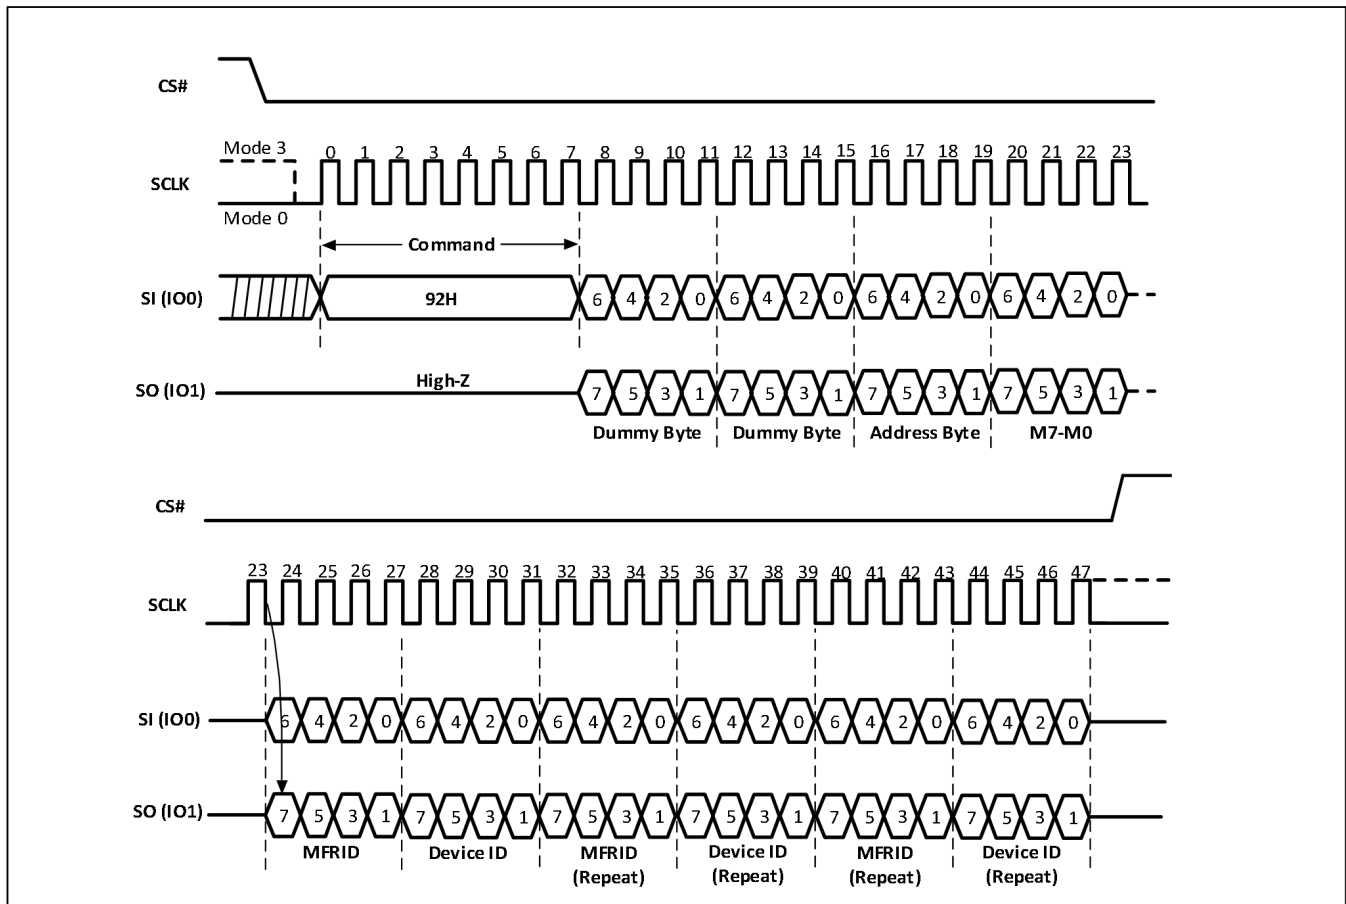 CS#
Mode 3
0 1 2 3 4 5 6 7 8 9 10 11 12 13 14 15 16 17 18 19 20 21 22 23
SCLK
Mode 0
Command
SI (IO0)
92H
6 4 2 0 6 4 2 0 6 4 2 0 6 4 2 0
High-Z
SO (IO1)
7 5 3 1 7 5 3 1 7 5 3 1 7 5 3 1
Dummy Byte Dummy Byte Address Byte M7-M0
CS#
23 24 25 26 27 28 29 30 31 32 33 34 35 36 37 38 39 40 41 42 43 44 45 46 47
SCLK
SI (IO0)
6 4 2 0 6 4 2 0 6 4 2 0 6 4 2 0 6 4 2 0 6 4 2 0
SO (IO1)
7 5 3 1 7 5 3 1 7 5 3 1 7 5 3 1 7 5 3 1 7 5 3 1
MFRID Device ID MFRID Device ID MFRID Device ID
(Repeat) (Repeat) (Repeat) (Repeat)